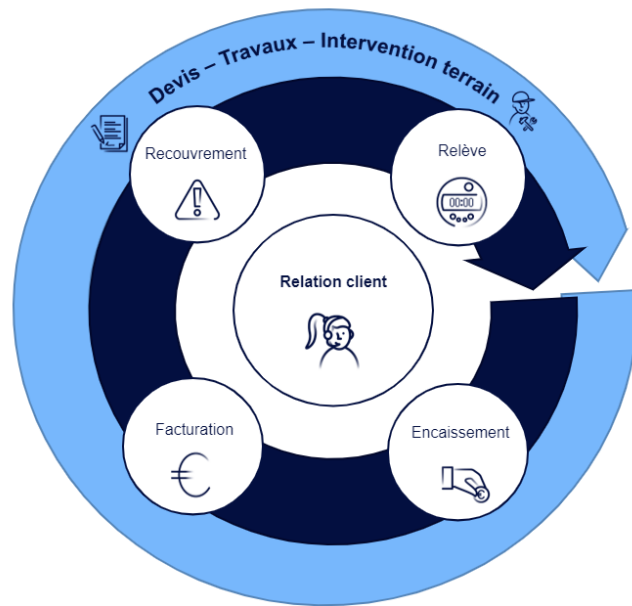 Devis – Travaux – Intervention terrain
Recouvrement
Relève
00:00
Relation client
Facturation
€
Encaissement